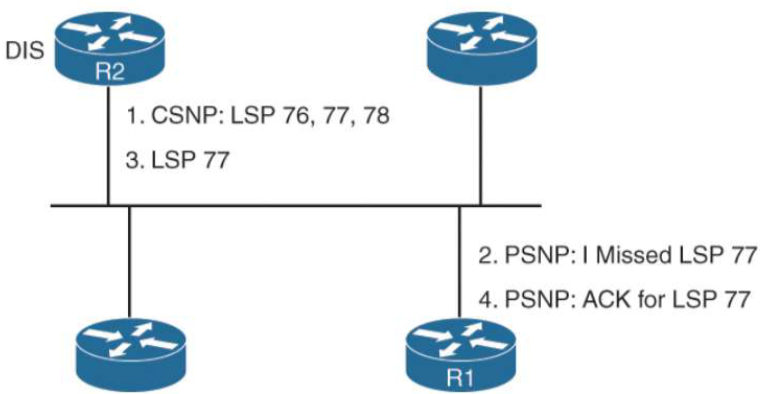 DIS
R2
1. CSNP: LSP 76, 77, 78
3. LSP 77
2. PSNP: I Missed LSP 77
4. PSNP: ACK for LSP 77
R1